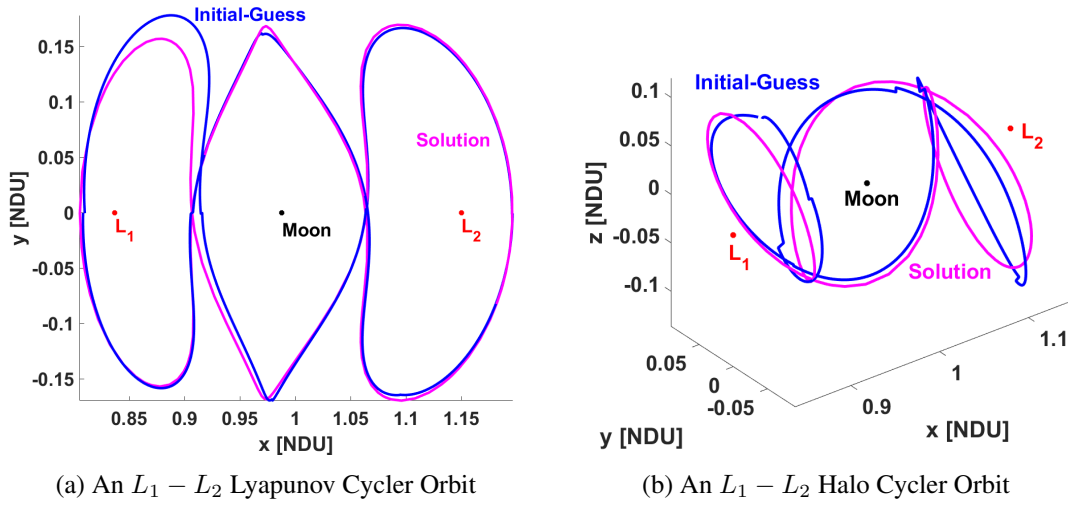 Initial-Guess
Solution
L1
Moon
L2
0.15
0.1
0.05
0
-0.05
-0.1
-0.15
y [NDU]
0.85 0.9 0.95 1 1.05 1.1 1.15
x [NDU]
(a) An L1 − L2 Lyapunov Cycler Orbit
Initial-Guess
L2
Moon
L1
Solution
0.1
0.05
0
-0.05
-0.1
z [NDU]
0.05
0
-0.05
y [NDU]
0.9
1
1.1
x [NDU]
(b) An L1 − L2 Halo Cycler Orbit